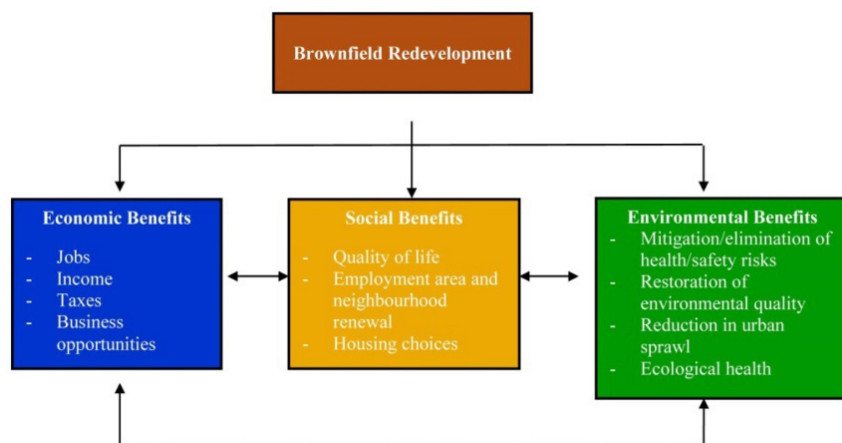 Brownfield Redevelopment
Economic Benefits
- Jobs
- Income
- Taxes
- Business
opportunities
Social Benefits
- Quality of life
- Employment area and
neighbourhood
renewal
- Housing choices
Environmental Benefits
- Mitigation/elimination of
health/safety risks
- Restoration of
environmental quality
- Reduction in urban
sprawl
- Ecological health